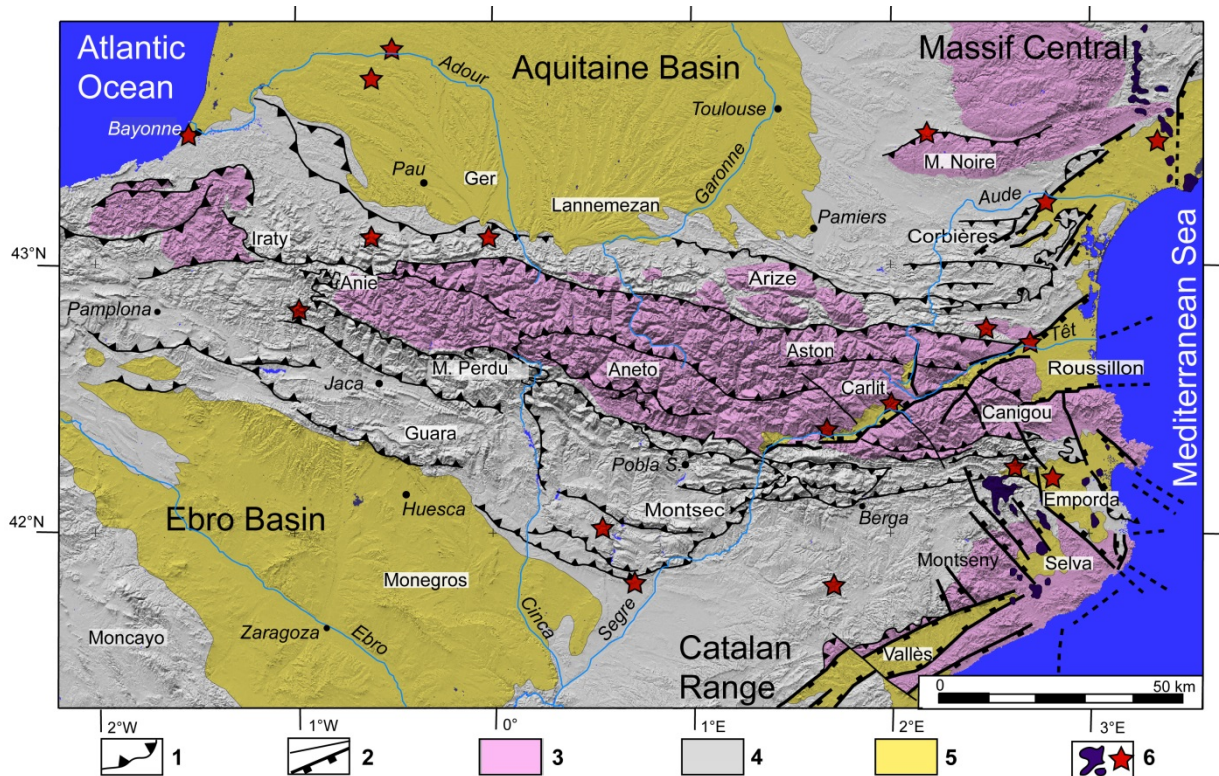 Atlantic
Ocean
Massif Central
Adour
Aquitaine Basin
Toulouse
Bayonne
M. Noire
Pau
Ger
Garonne
Aude
Lannemezan
Pamiers
Corbières
43°N
Iraty
Anie
Arize
Mediterranean Sea
Pamplona
Têt
Aston
M. Perdu
Aneto
Roussillon
Jaca
Carlit
Canigou
Guara
Pobla S.
Emporda
42°N
Huesca
Montsec
Berga
Ebro Basin
Montseny
Selva
Monegros
Cinca
Segre
Zaragoza
Ebro
Moncayo
Catalan
Range
Vallès
0
50 km
2°W
1°W
0°
1°E
2°E
3°E
1
2
3
4
5
6